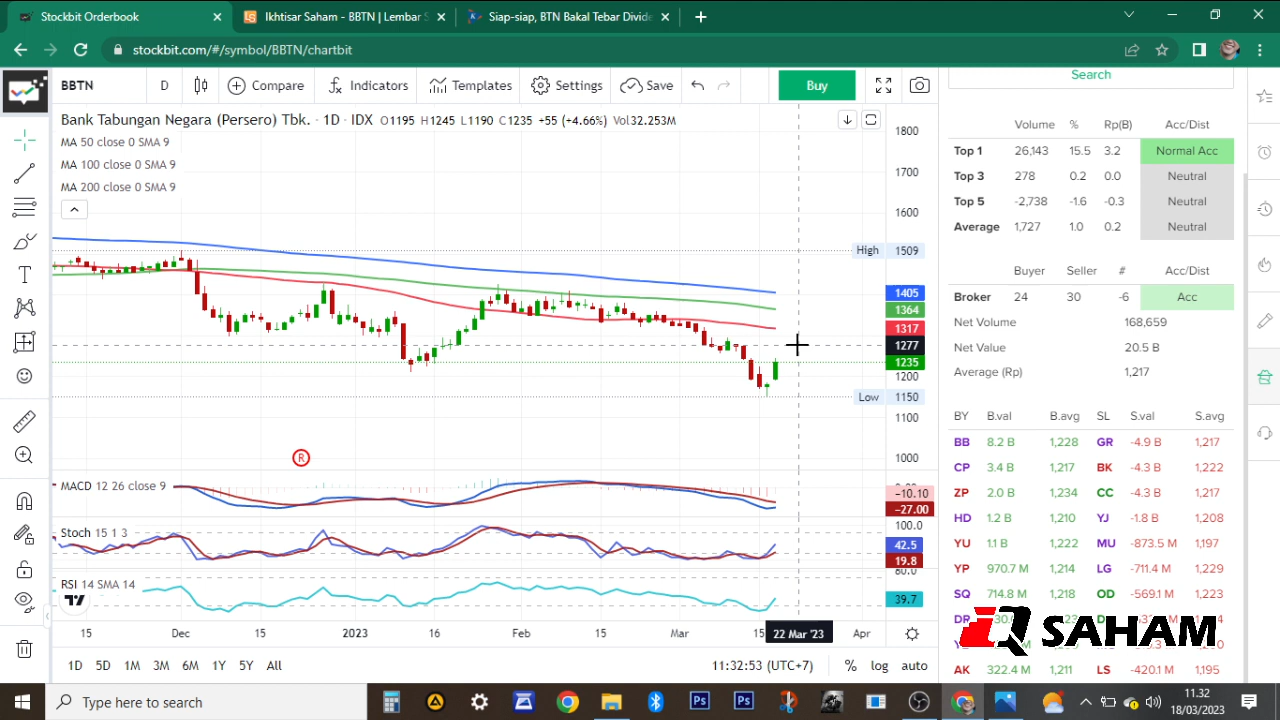 Stockbit Orderbook
Ikhtisar Saham - BBTN | Lembar S
Siap-siap, BTN Bakal Tebar Divide
stockbit.com/#/symbol/BBTN/chartbit
BBTN D Compare Indicators Templates Settings Save Buy
Bank Tabungan Negara (Persero) Tbk. · 1D · IDX O1195 H1245 L1190 C1235 +55 (+4.66%) Vol32.253M
MA 50 close 0 SMA 9
MA 100 close 0 SMA 9
MA 200 close 0 SMA 9
1800
1700
1600
High 1509
1405
1364
1317
1277
1235
1200
Low 1150
1100
1000
R
MACD 12 26 close 9
−10.10
−27.00
Stoch 15 1 3
100.0
42.5
19.8
80.0
RSI 14 SMA 14
39.7
15 Dec 15 2023 16 Feb 15 Mar 15 22 Mar '23 Apr
1D 5D 1M 3M 6M 1Y 5Y All 11:32:53 (UTC+7) % log auto
Search
Volume % Rp(B) Acc/Dist
Top 1 26,143 15.5 3.2 Normal Acc
Top 3 278 0.2 0.0 Neutral
Top 5 -2,738 -1.6 -0.3 Neutral
Average 1,727 1.0 0.2 Neutral
Buyer Seller # Acc/Dist
Broker 24 30 -6 Acc
Net Volume 168,659
Net Value 20.5 B
Average (Rp) 1,217
BY B.val B.avg SL S.val S.avg
BB 8.2 B 1,228 GR -4.9 B 1,217
CP 3.4 B 1,217 BK -4.3 B 1,222
ZP 2.0 B 1,234 CC -4.3 B 1,217
HD 1.2 B 1,210 YJ -1.8 B 1,208
YU 1.1 B 1,222 MU -873.5 M 1,197
YP 970.7 M 1,214 LG -711.4 M 1,229
SQ 714.8 M 1,218 OD -569.1 M 1,223
AK 322.4 M 1,211 LS -420.1 M 1,195
iQ SAHAM
Type here to search
11.32
18/03/2023